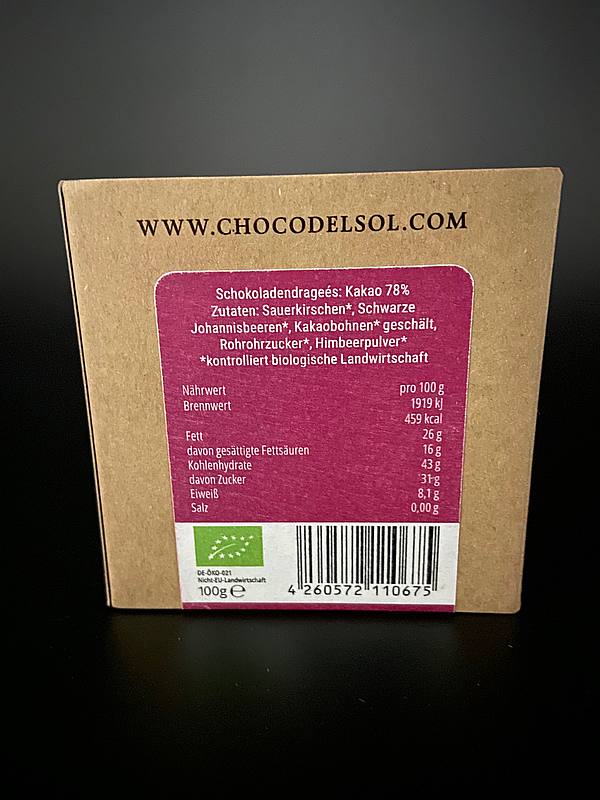 WWW.CHOCODELSOL.COM
Schokoladendrageés: Kakao 78%
Zutaten: Sauerkirschen*, Schwarze
Johannisbeeren*, Kakaobohnen* geschält,
Rohrohrzucker*, Himbeerpulver*
*kontrolliert biologische Landwirtschaft
Nährwert pro 100 g
Brennwert 1919 kJ
459 kcal
Fett 26 g
davon gesättigte Fettsäuren 16 g
Kohlenhydrate 43 g
davon Zucker 31 g
Eiweiß 8,1 g
Salz 0,00 g
DE-ÖKO-021
Nicht-EU-Landwirtschaft
100g ℮
4 260572 110675